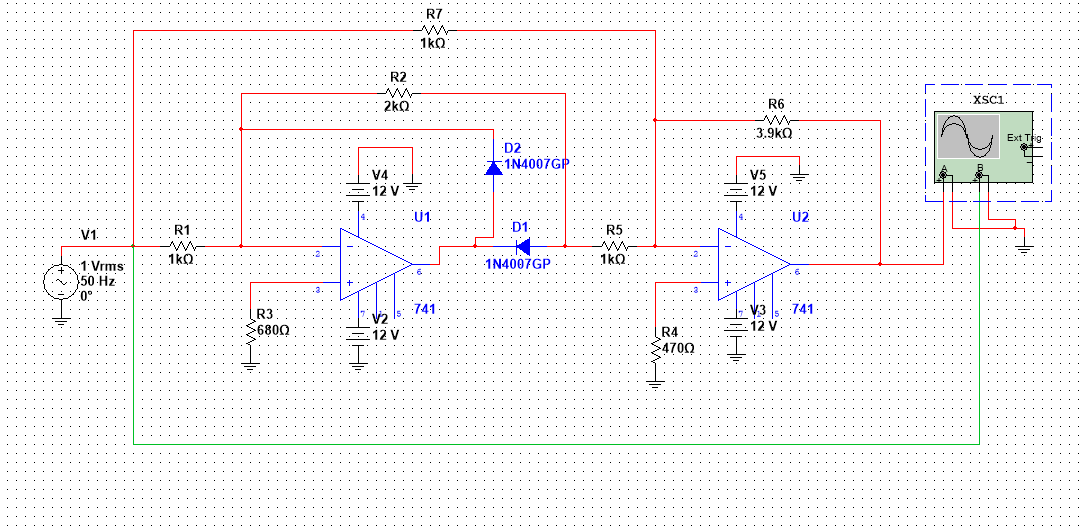 R7
1kΩ
R2
2kΩ
XSC1
Ext Trig
A
B
R6
3.9kΩ
D2
1N4007GP
V4
12 V
V5
12 V
4
U1
4
U2
V1
R1
1kΩ
D1
1N4007GP
R5
1kΩ
2
6
2
6
1 Vrms
50 Hz
0°
3
3
R3
680Ω
7
1
5
741
V2
12 V
7
1
5
741
V3
12 V
R4
470Ω